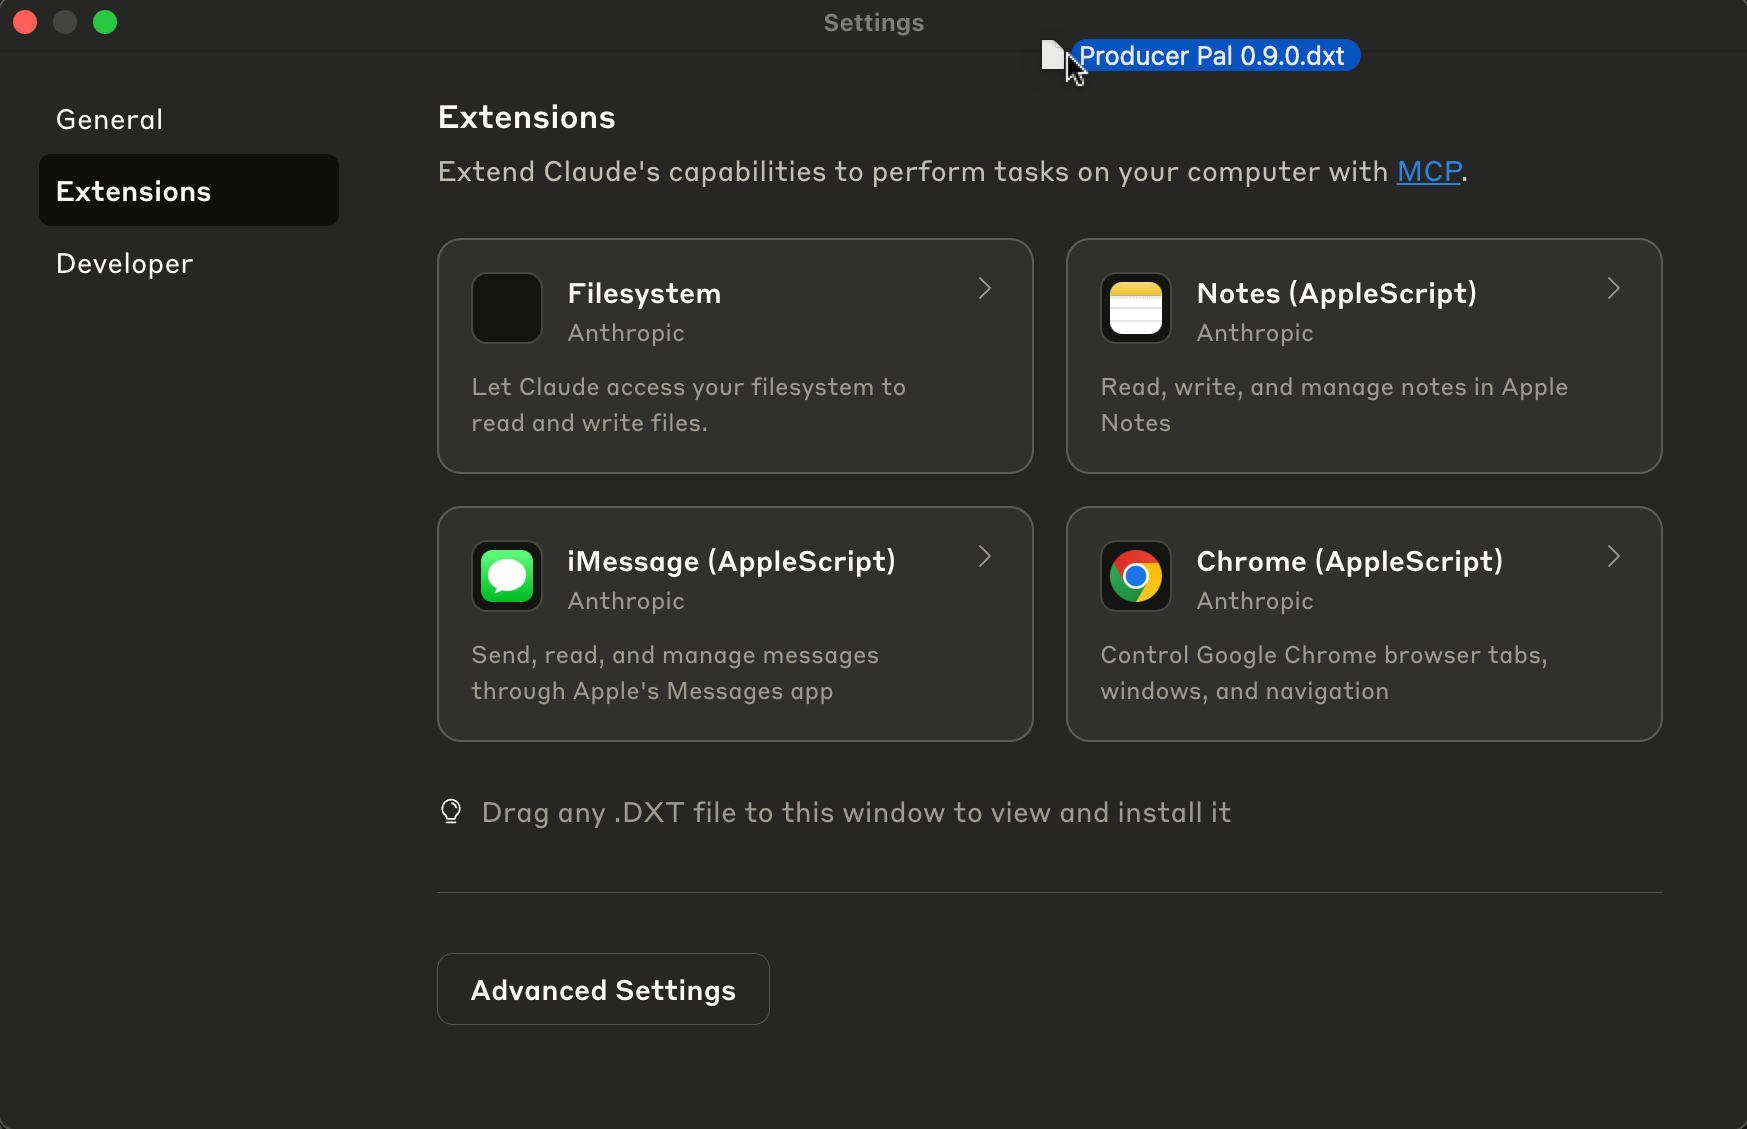 Settings
Producer Pal 0.9.0.dxt
General
Extensions
Developer
Extensions
Extend Claude's capabilities to perform tasks on your computer with MCP.
Filesystem
Anthropic
Let Claude access your filesystem to
read and write files.
Notes (AppleScript)
Anthropic
Read, write, and manage notes in Apple
Notes
iMessage (AppleScript)
Anthropic
Send, read, and manage messages
through Apple's Messages app
Chrome (AppleScript)
Anthropic
Control Google Chrome browser tabs,
windows, and navigation
Drag any .DXT file to this window to view and install it
Advanced Settings